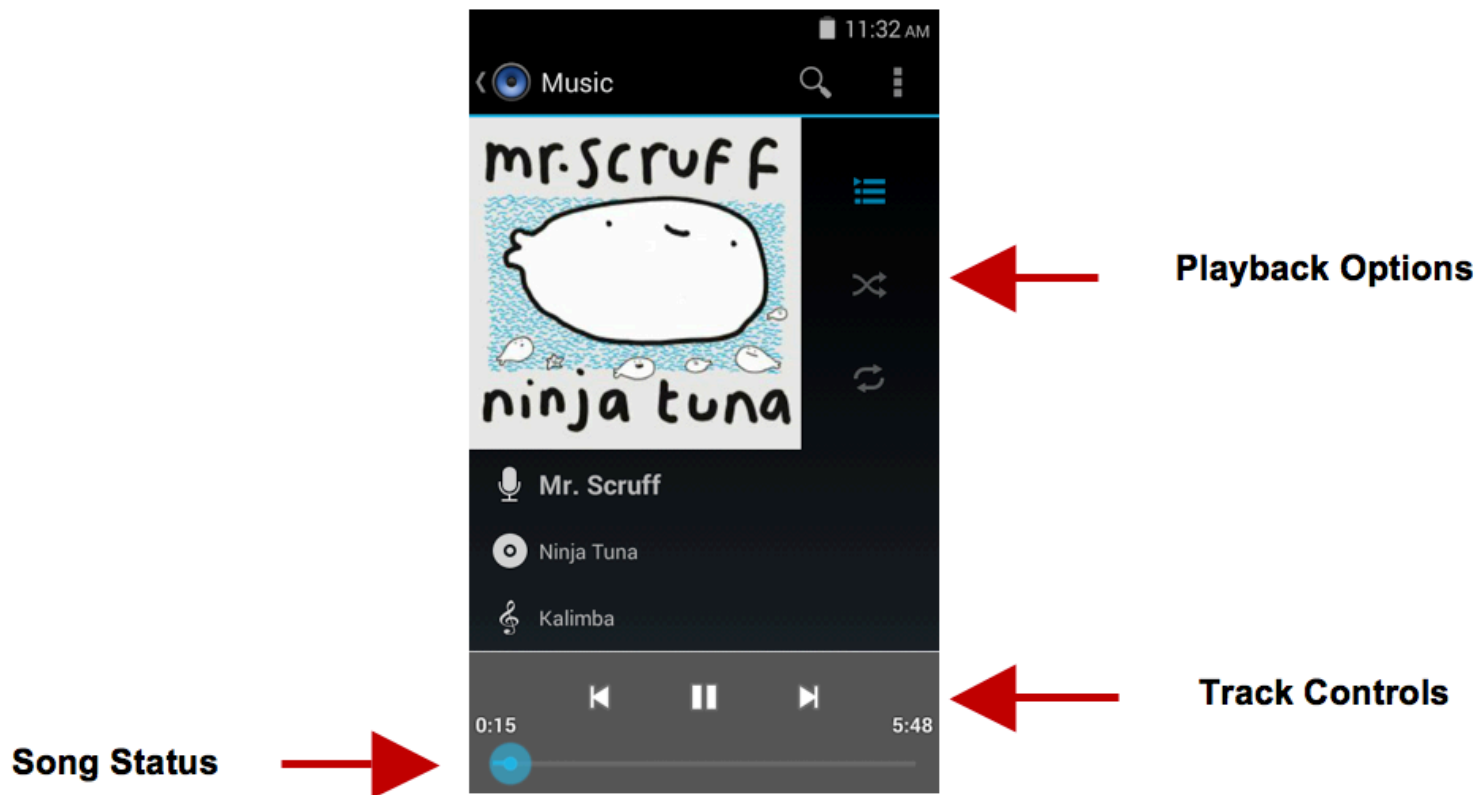 11:32 AM
Music
mr.scruff
ninja tuna
Playback Options
Mr. Scruff
Ninja Tuna
Kalimba
Track Controls
0:15
5:48
Song Status